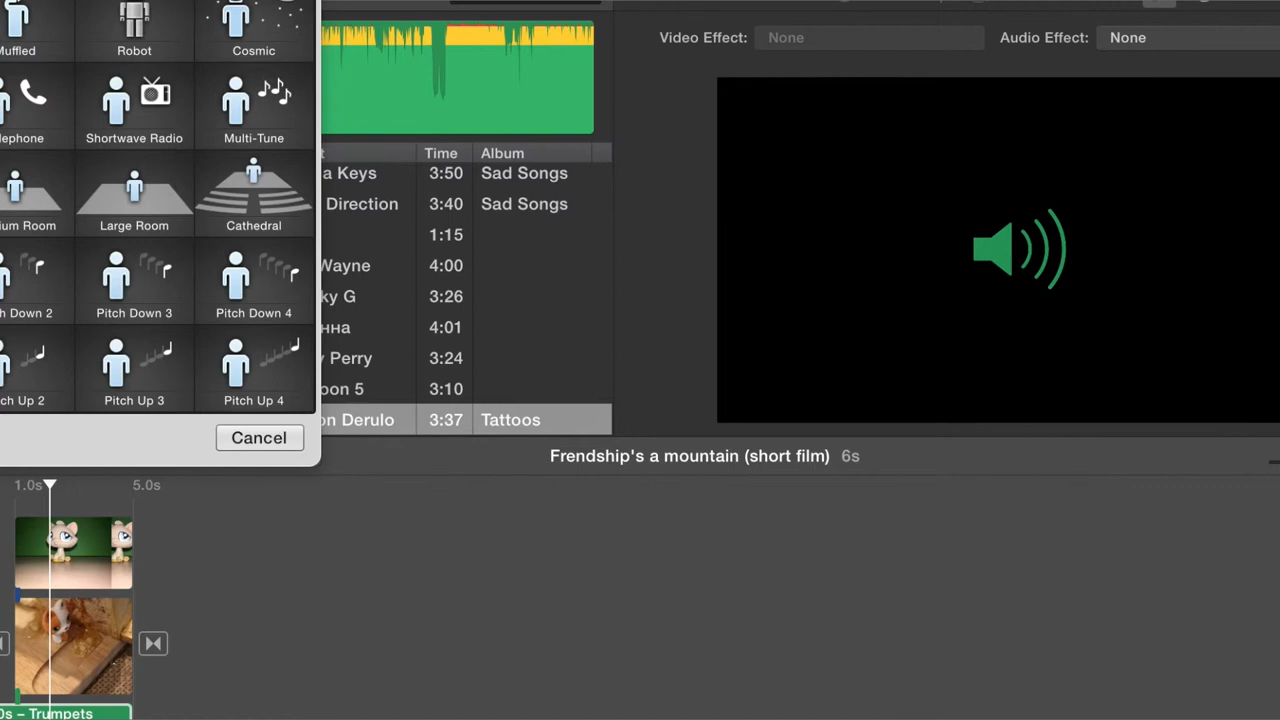 Muffled
Robot
Cosmic
lephone
Shortwave Radio
Multi-Tune
ium Room
Large Room
Cathedral
h Down 2
Pitch Down 3
Pitch Down 4
ch Up 2
Pitch Up 3
Pitch Up 4
Cancel
t Time Album
a Keys 3:50 Sad Songs
Direction 3:40 Sad Songs
1:15
Wayne 4:00
ky G 3:26
нна 4:01
y Perry 3:24
oon 5 3:10
on Derulo 3:37 Tattoos
Video Effect: None
Audio Effect: None
Frendship's a mountain (short film) 6s
1.0s
5.0s
0s – Trumpets